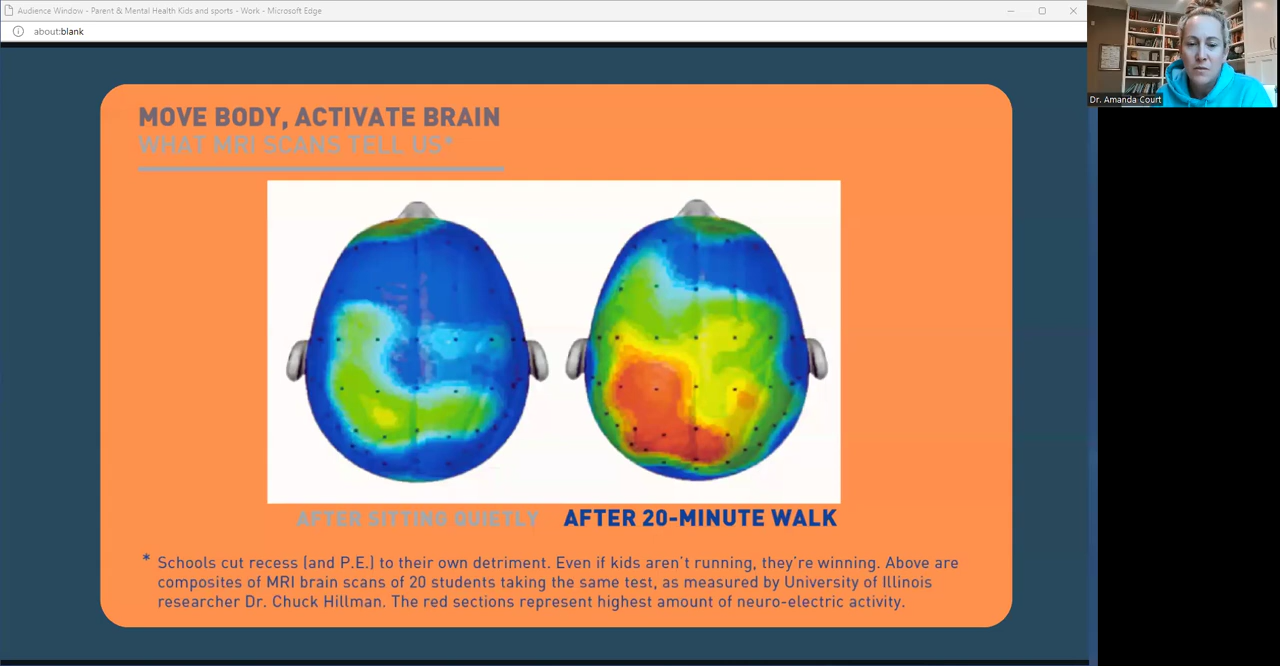 Audience Window - Parent & Mental Health Kids and sports - Work - Microsoft Edge
about:blank
Dr. Amanda Court
MOVE BODY, ACTIVATE BRAIN
WHAT MRI SCANS TELL US*
AFTER SITTING QUIETLY
AFTER 20-MINUTE WALK
* Schools cut recess (and P.E.) to their own detriment. Even if kids aren't running, they're winning. Above are
composites of MRI brain scans of 20 students taking the same test, as measured by University of Illinois
researcher Dr. Chuck Hillman. The red sections represent highest amount of neuro-electric activity.